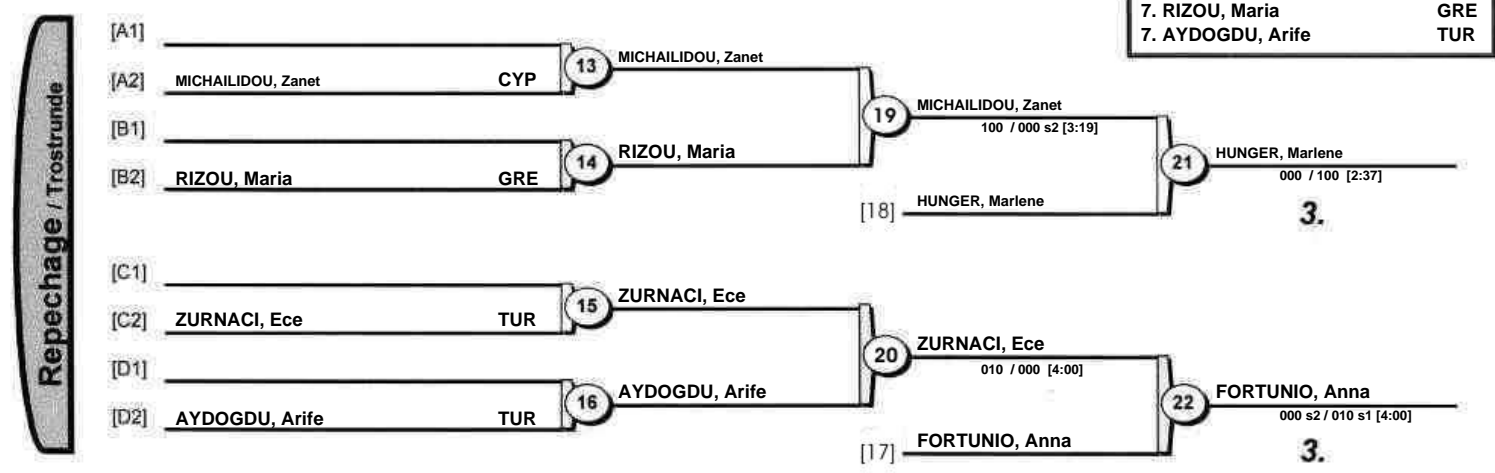 7. RIZOU, Maria GRE
7. AYDOGDU, Arife TUR
Repechage / Trostrunde
[A1]
[A2] MICHAILIDOU, Zanet CYP
13 MICHAILIDOU, Zanet
[B1]
[B2] RIZOU, Maria GRE
14 RIZOU, Maria
19 MICHAILIDOU, Zanet
100 / 000 s2 [3:19]
[18] HUNGER, Marlene
21 HUNGER, Marlene
000 / 100 [2:37]
3.
[C1]
[C2] ZURNACI, Ece TUR
15 ZURNACI, Ece
[D1]
[D2] AYDOGDU, Arife TUR
16 AYDOGDU, Arife
20 ZURNACI, Ece
010 / 000 [4:00]
[17] FORTUNIO, Anna
22 FORTUNIO, Anna
000 s2 / 010 s1 [4:00]
3.